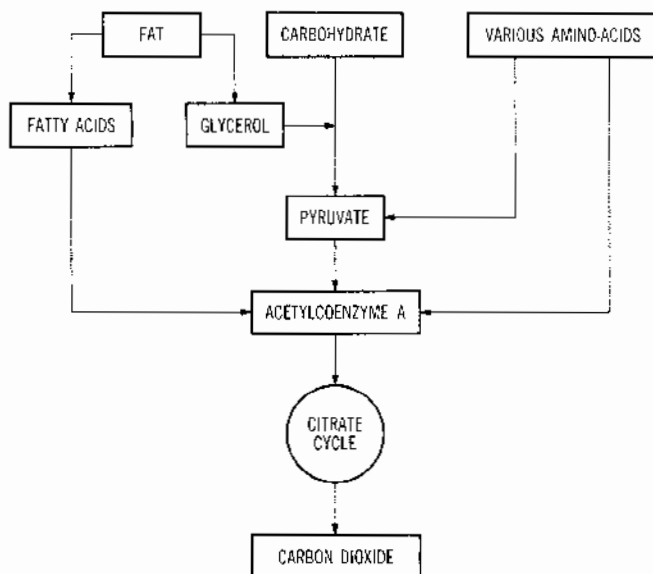 FAT
CARBOHYDRATE
VARIOUS AMINO-ACIDS
FATTY ACIDS
GLYCEROL
PYRUVATE
ACETYLCOENZYME A
CITRATE
CYCLE
CARBON DIOXIDE